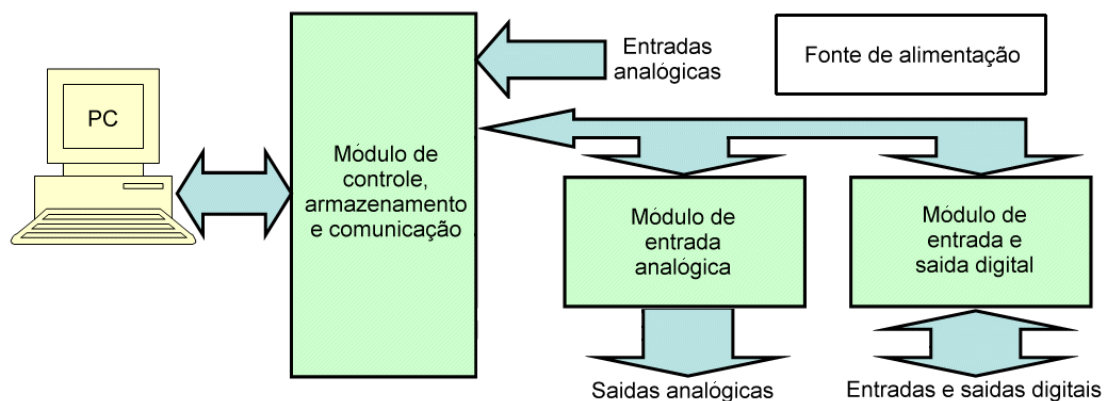 PC
Módulo de
controle,
armazenamento
e comunicação
Entradas
analógicas
Fonte de alimentação
Módulo de
entrada
analógica
Módulo de
entrada e
saida digital
Saidas analógicas
Entradas e saidas digitais